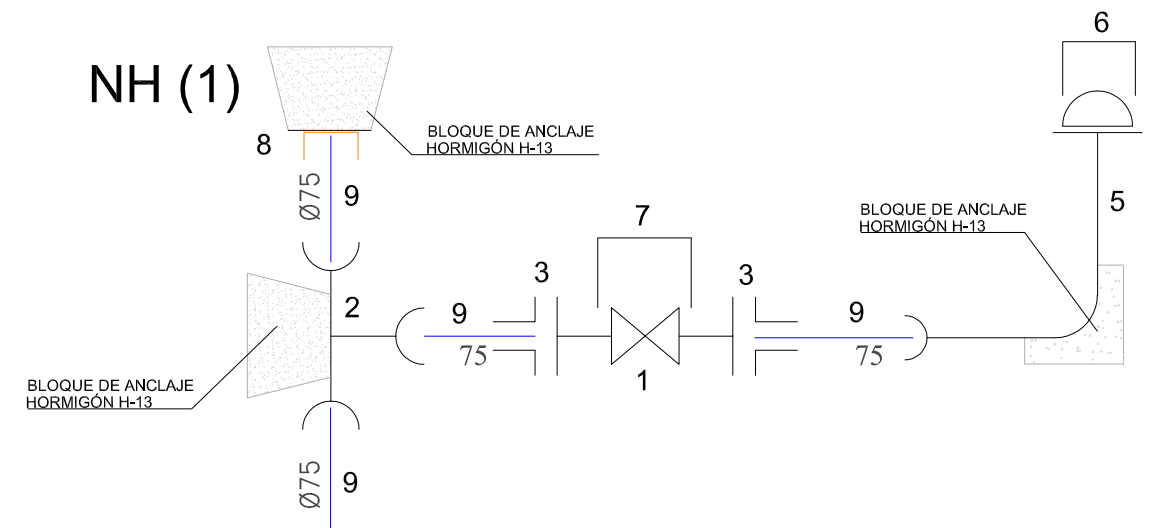 6
NH (1)
BLOQUE DE ANCLAJE
HORMIGÓN H-13
8
Ø75
9
5
7
BLOQUE DE ANCLAJE
HORMIGÓN H-13
3
3
2
9
75
9
75
1
BLOQUE DE ANCLAJE
HORMIGÓN H-13
Ø75
9